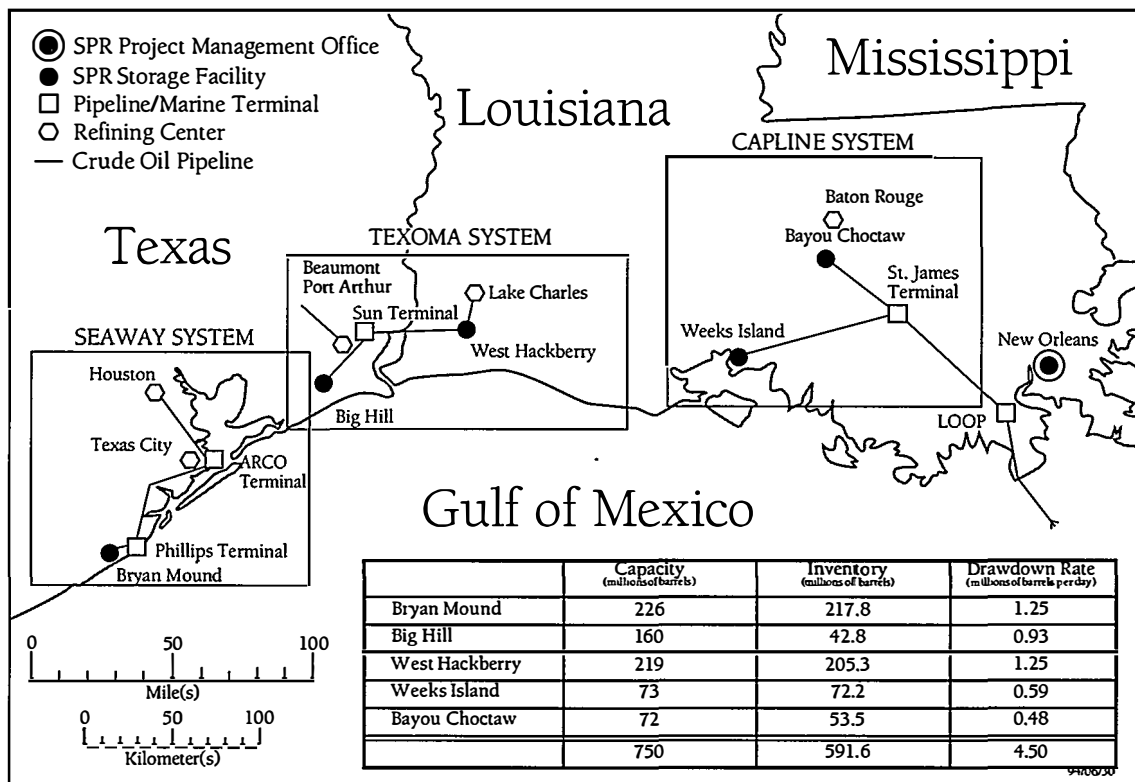 SPR Project Management Office
SPR Storage Facility
Pipeline/Marine Terminal
Refining Center
Crude Oil Pipeline
Mississippi
Louisiana
Texas
CAPLINE SYSTEM
Baton Rouge
Bayou Choctaw
St. James
Terminal
Weeks Island
New Orleans
LOOP
TEXOMA SYSTEM
Beaumont
Port Arthur
Sun Terminal
Lake Charles
West Hackberry
Big Hill
SEAWAY SYSTEM
Houston
Texas City
ARCO
Terminal
Phillips Terminal
Bryan Mound
Gulf of Mexico
0 50 100
Mile(s)
0 50 100
Kilometer(s)
Capacity Inventory Drawdown Rate
(millions of barrels) (millions of barrels) (millions of barrels per day)
Bryan Mound 226 217.8 1.25
Big Hill 160 42.8 0.93
West Hackberry 219 205.3 1.25
Weeks Island 73 72.2 0.59
Bayou Choctaw 72 53.5 0.48
750 591.6 4.50